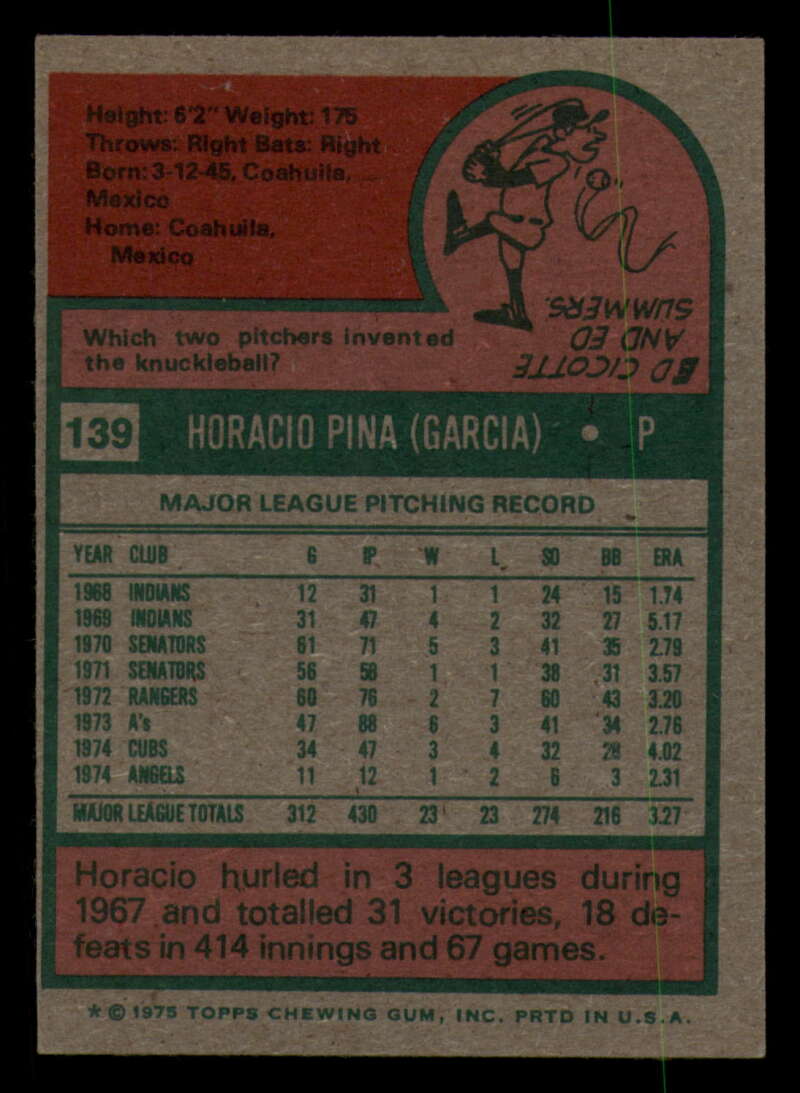 Height: 6'2" Weight: 175
Throws: Right Bats: Right
Born: 3-12-45, Coahuila,
Mexico
Home: Coahuila,
Mexico
Which two pitchers invented
the knuckleball?
ED CICOTTE
AND ED
SUMMERS.
139 HORACIO PINA (GARCIA) • P
MAJOR LEAGUE PITCHING RECORD
YEAR CLUB G IP W L SO BB ERA
1968 INDIANS 12 31 1 1 24 15 1.74
1969 INDIANS 31 47 4 2 32 27 5.17
1970 SENATORS 61 71 5 3 41 35 2.79
1971 SENATORS 56 58 1 1 38 31 3.57
1972 RANGERS 60 76 2 7 60 43 3.20
1973 A's 47 88 6 3 41 34 2.76
1974 CUBS 34 47 3 4 32 28 4.02
1974 ANGELS 11 12 1 2 6 3 2.31
MAJOR LEAGUE TOTALS 312 430 23 23 274 216 3.27
Horacio hurled in 3 leagues during
1967 and totalled 31 victories, 18 de-
feats in 414 innings and 67 games.
* © 1975 TOPPS CHEWING GUM, INC. PRTD IN U.S.A.